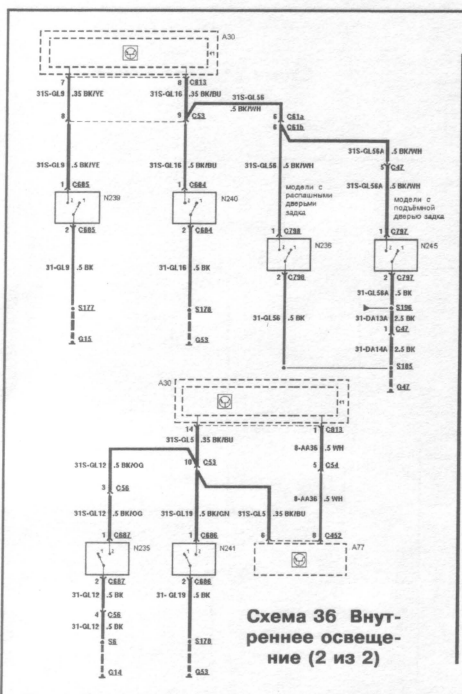 A30
7
8 C813
31S-GL9 .35 BK/YE
31S-GL16 .35 BK/BU
31S-GL56
.5 BK/WH
8
9 C53
6 C61a
6 C61b
31S-GL56A .5 BK/WH
5 C47
31S-GL9 .5 BK/YE
31S-GL16 .5 BK/BU
31S-GL56 .5 BK/WH
31S-GL56A .5 BK/WH
модели с
распашными
дверьми
задка
модели с
подъёмной
дверью задка
1 C685
1 C684
1 C798
1 C797
N239
N240
N238
N245
2 C685
2 C684
2 C798
2 C797
31-GL9 .5 BK
31-GL16 .5 BK
31-GL56 .5 BK
31-GL56A .5 BK
S196
31-DA13A 2.5 BK
1 C47
31-DA14A 2.5 BK
S177
S178
S185
G15
G53
G47
A30
14
1 C813
31S-GL5 .35 BK/BU
8-AA36 .5 WH
31S-GL12 .5 BK/OG
10 C53
5 C54
3 C56
8-AA36 .5 WH
31S-GL12 .5 BK/OG
31S-GL19 .5 BK/GN
31S-GL5 .35 BK/BU
1 C687
1 C686
6
8 C452
N235
N241
A77
2 C687
2 C686
31-GL12 .5 BK
31-GL19 .5 BK
4 C56
31-GL12 .5 BK
S8
S178
G14
G53
Схема 36 Внут-
реннее освеще-
ние (2 из 2)